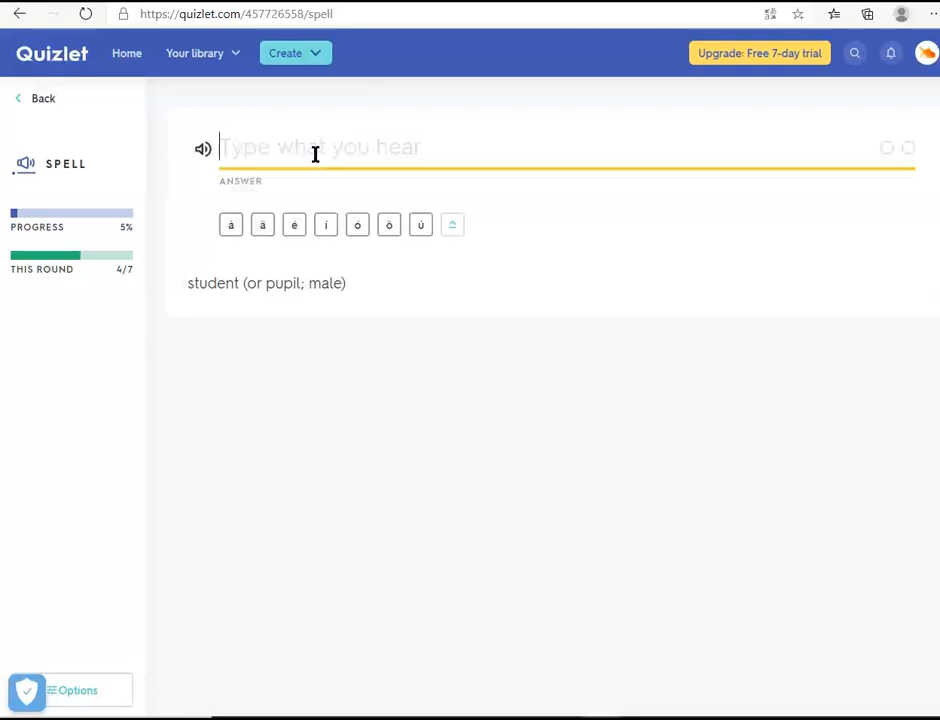 https://quizlet.com/457726558/spell
Quizlet Home Your library Create Upgrade: Free 7-day trial
Back
SPELL
PROGRESS 5%
THIS ROUND 4/7
Type what you hear
ANSWER
á ä é í ó ö ú
student (or pupil; male)
Options